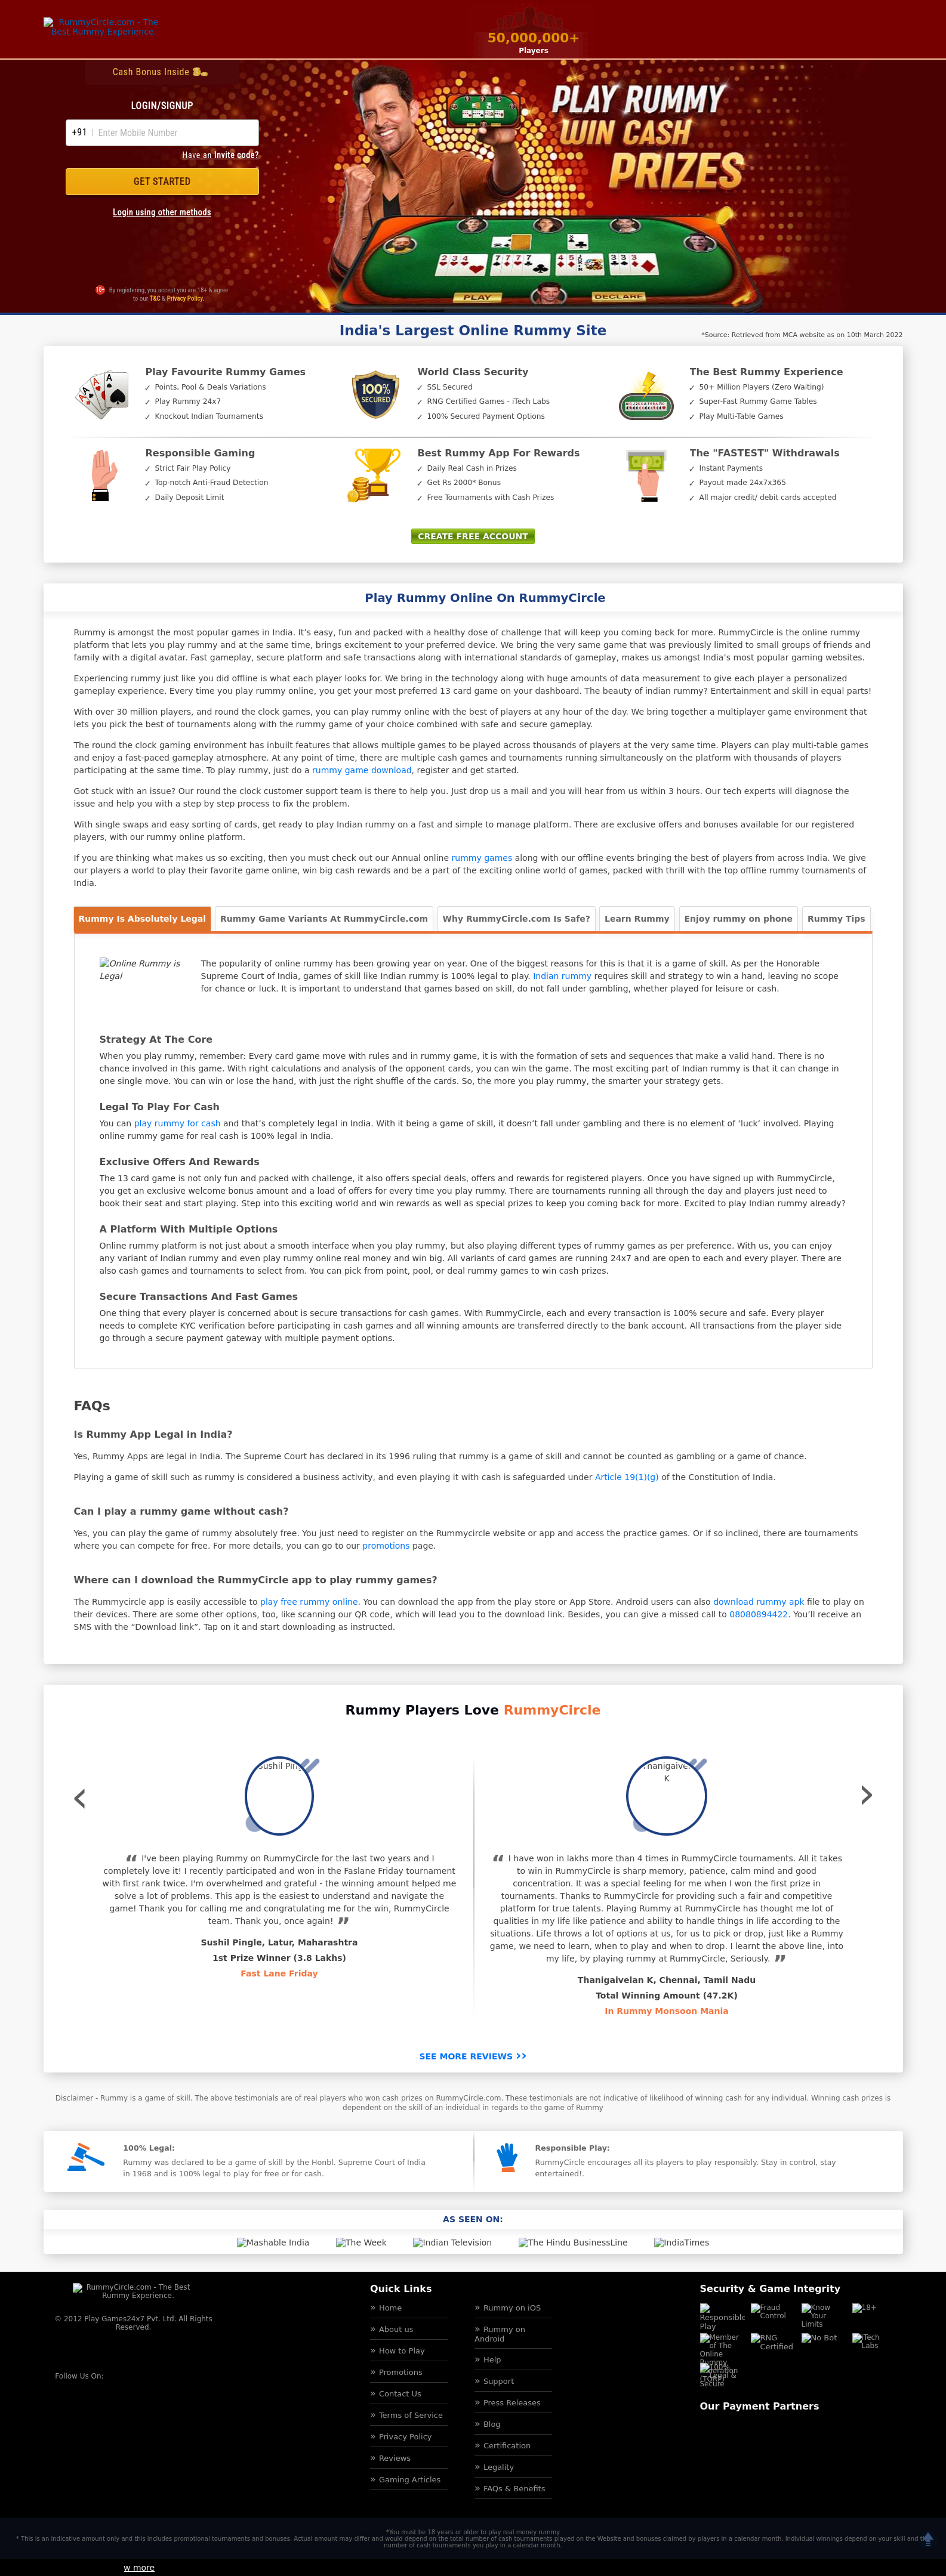 RummyCircle.com - The Best Rummy Experience.
50,000,000+
Players
Cash Bonus Inside
LOGIN/SIGNUP
+91 Enter Mobile Number
Have an Invite code?
GET STARTED
Login using other methods
18+ By registering, you accept you are 18+ & agree
to our T&C & Privacy Policy.
PLAY RUMMY
WIN CASH
PRIZES
PLAY
DECLARE
India's Largest Online Rummy Site
*Source: Retrieved from MCA website as on 10th March 2022
Play Favourite Rummy Games
✓ Points, Pool & Deals Variations
✓ Play Rummy 24x7
✓ Knockout Indian Tournaments
100%
SECURED
World Class Security
✓ SSL Secured
✓ RNG Certified Games - iTech Labs
✓ 100% Secured Payment Options
The Best Rummy Experience
✓ 50+ Million Players (Zero Waiting)
✓ Super-Fast Rummy Game Tables
✓ Play Multi-Table Games
Responsible Gaming
✓ Strict Fair Play Policy
✓ Top-notch Anti-Fraud Detection
✓ Daily Deposit Limit
Best Rummy App For Rewards
✓ Daily Real Cash in Prizes
✓ Get Rs 2000* Bonus
✓ Free Tournaments with Cash Prizes
The "FASTEST" Withdrawals
✓ Instant Payments
✓ Payout made 24x7x365
✓ All major credit/ debit cards accepted
CREATE FREE ACCOUNT
Play Rummy Online On RummyCircle
Rummy is amongst the most popular games in India. It's easy, fun and packed with a healthy dose of challenge that will keep you coming back for more. RummyCircle is the online rummy
platform that lets you play rummy and at the same time, brings excitement to your preferred device. We bring the very same game that was previously limited to small groups of friends and
family with a digital avatar. Fast gameplay, secure platform and safe transactions along with international standards of gameplay, makes us amongst India's most popular gaming websites.
Experiencing rummy just like you did offline is what each player looks for. We bring in the technology along with huge amounts of data measurement to give each player a personalized
gameplay experience. Every time you play rummy online, you get your most preferred 13 card game on your dashboard. The beauty of indian rummy? Entertainment and skill in equal parts!
With over 30 million players, and round the clock games, you can play rummy online with the best of players at any hour of the day. We bring together a multiplayer game environment that
lets you pick the best of tournaments along with the rummy game of your choice combined with safe and secure gameplay.
The round the clock gaming environment has inbuilt features that allows multiple games to be played across thousands of players at the very same time. Players can play multi-table games
and enjoy a fast-paced gameplay atmosphere. At any point of time, there are multiple cash games and tournaments running simultaneously on the platform with thousands of players
participating at the same time. To play rummy, just do a rummy game download, register and get started.
Got stuck with an issue? Our round the clock customer support team is there to help you. Just drop us a mail and you will hear from us within 3 hours. Our tech experts will diagnose the
issue and help you with a step by step process to fix the problem.
With single swaps and easy sorting of cards, get ready to play Indian rummy on a fast and simple to manage platform. There are exclusive offers and bonuses available for our registered
players, with our rummy online platform.
If you are thinking what makes us so exciting, then you must check out our Annual online rummy games along with our offline events bringing the best of players from across India. We give
our players a world to play their favorite rummy game online, win big cash rewards and be a part of the exciting online world of games, packed with thrill with the top offline rummy tournaments of
India.
Rummy Is Absolutely Legal
Rummy Game Variants At RummyCircle.com
Why RummyCircle.com Is Safe?
Learn Rummy
Enjoy rummy on phone
Rummy Tips
Online Rummy is
Legal
The popularity of online rummy has been growing year on year. One of the biggest reasons for this is that it is a game of skill. As per the Honorable
Supreme Court of India, games of skill like Indian rummy is 100% legal to play. Indian rummy requires skill and strategy to win a hand, leaving no scope
for chance or luck. It is important to understand that games based on skill, do not fall under gambling, whether played for leisure or cash.
Strategy At The Core
When you play rummy, remember: Every card game move with rules and in rummy game, it is with the formation of sets and sequences that make a valid hand. There is no
chance involved in this game. With right calculations and analysis of the opponent cards, you can win the game. The most exciting part of Indian rummy is that it can change in
one single move. You can win or lose the hand, with just the right shuffle of the cards. So, the more you play rummy, the smarter your strategy gets.
Legal To Play For Cash
You can play rummy for cash and that's completely legal in India. With it being a game of skill, it doesn't fall under gambling and there is no element of 'luck' involved. Playing
online rummy game for real cash is 100% legal in India.
Exclusive Offers And Rewards
The 13 card game is not only fun and packed with challenge, it also offers special deals, offers and rewards for registered players. Once you have signed up with RummyCircle,
you get an exclusive welcome bonus amount and a load of offers for every time you play rummy. There are tournaments running all through the day and players just need to
book their seat and start playing. Step into this exciting world and win rewards as well as special prizes to keep you coming back for more. Excited to play Indian rummy already?
A Platform With Multiple Options
Online rummy platform is not just about a smooth interface when you play rummy, but also playing different types of rummy games as per preference. With us, you can enjoy
any variant of Indian rummy and even play rummy online real money and win big. All variants of card games are running 24x7 and are open to each and every player. There are
also cash games and tournaments to select from. You can pick from point, pool, or deal rummy games to win cash prizes.
Secure Transactions And Fast Games
One thing that every player is concerned about is secure transactions for cash games. With RummyCircle, each and every transaction is 100% secure and safe. Every player
needs to complete KYC verification before participating in cash games and all winning amounts are transferred directly to the bank account. All transactions from the player side
go through a secure payment gateway with multiple payment options.
FAQs
Is Rummy App Legal in India?
Yes, Rummy Apps are legal in India. The Supreme Court has declared in its 1996 ruling that rummy is a game of skill and cannot be counted as gambling or a game of chance.
Playing a game of skill such as rummy is considered a business activity, and even playing it with cash is safeguarded under Article 19(1)(g) of the Constitution of India.
Can I play a rummy game without cash?
Yes, you can play the game of rummy absolutely free. You just need to register on the Rummycircle website or app and access the practice games. Or if so inclined, there are tournaments
where you can compete for free. For more details, you can go to our promotions page.
Where can I download the RummyCircle app to play rummy games?
The Rummycircle app is easily accessible to play free rummy online. You can download the app from the play store or App Store. Android users can also download rummy apk file to play on
their devices. There are some other options, too, like scanning our QR code, which will lead you to the download link. Besides, you can give a missed call to 08080894422. You'll receive an
SMS with the "Download link". Tap on it and start downloading as instructed.
Rummy Players Love RummyCircle
Sushil Ping
“ I've been playing Rummy on RummyCircle for the last two years and I
completely love it! I recently participated and won in the Faslane Friday tournament
with first rank twice. I'm overwhelmed and grateful - the winning amount helped me
solve a lot of problems. This app is the easiest to understand and navigate the
game! Thank you for calling me and congratulating me for the win, RummyCircle
team. Thank you, once again! ”
Sushil Pingle, Latur, Maharashtra
1st Prize Winner (3.8 Lakhs)
Fast Lane Friday
hanigaivel
K
“ I have won in lakhs more than 4 times in RummyCircle tournaments. All it takes
to win in RummyCircle is sharp memory, patience, calm mind and good
concentration. It was a special feeling for me when I won the first prize in
tournaments. Thanks to RummyCircle for providing such a fair and competitive
platform for true talents. Playing Rummy at RummyCircle has thought me lot of
qualities in my life like patience and ability to handle things in life according to the
situations. Life throws a lot of options at us, for us to pick or drop, just like a Rummy
game, we need to learn, when to play and when to drop. I learnt the above line, into
my life, by playing rummy at RummyCircle, Seriously. ”
Thanigaivelan K, Chennai, Tamil Nadu
Total Winning Amount (47.2K)
In Rummy Monsoon Mania
SEE MORE REVIEWS
Disclaimer - Rummy is a game of skill. The above testimonials are of real players who won cash prizes on RummyCircle.com. These testimonials are not indicative of likelihood of winning cash for any individual. Winning cash prizes is
dependent on the skill of an individual in regards to the game of Rummy
100% Legal:
Rummy was declared to be a game of skill by the Honbl. Supreme Court of India
in 1968 and is 100% legal to play for free or for cash.
Responsible Play:
RummyCircle encourages all its players to play responsibly. Stay in control, stay
entertained!.
AS SEEN ON:
Mashable India
The Week
Indian Television
The Hindu BusinessLine
IndiaTimes
RummyCircle.com - The Best
Rummy Experience.
© 2012 Play Games24x7 Pvt. Ltd. All Rights
Reserved.
Follow Us On:
Quick Links
» Home
» About us
» How to Play
» Promotions
» Contact Us
» Terms of Service
» Privacy Policy
» Reviews
» Gaming Articles
» Rummy on iOS
» Rummy on
Android
» Help
» Support
» Press Releases
» Blog
» Certification
» Legality
» FAQs & Benefits
Security & Game Integrity
Responsible
Play
Fraud
Control
Know
Your
Limits
18+
Member
of The
Online
Rummy
Federation
(TORF)
RNG
Certified
No Bot
iTech
Labs
100%
Legal &
Secure
Our Payment Partners
*You must be 18 years or older to play real money rummy
* This is an indicative amount only and this includes promotional tournaments and bonuses. Actual amount may differ and would depend on the total number of cash tournaments played on the Website and bonuses claimed by players in a calendar month. Individual winnings depend on your skill and the
number of cash tournaments you play in a calendar month.
w more